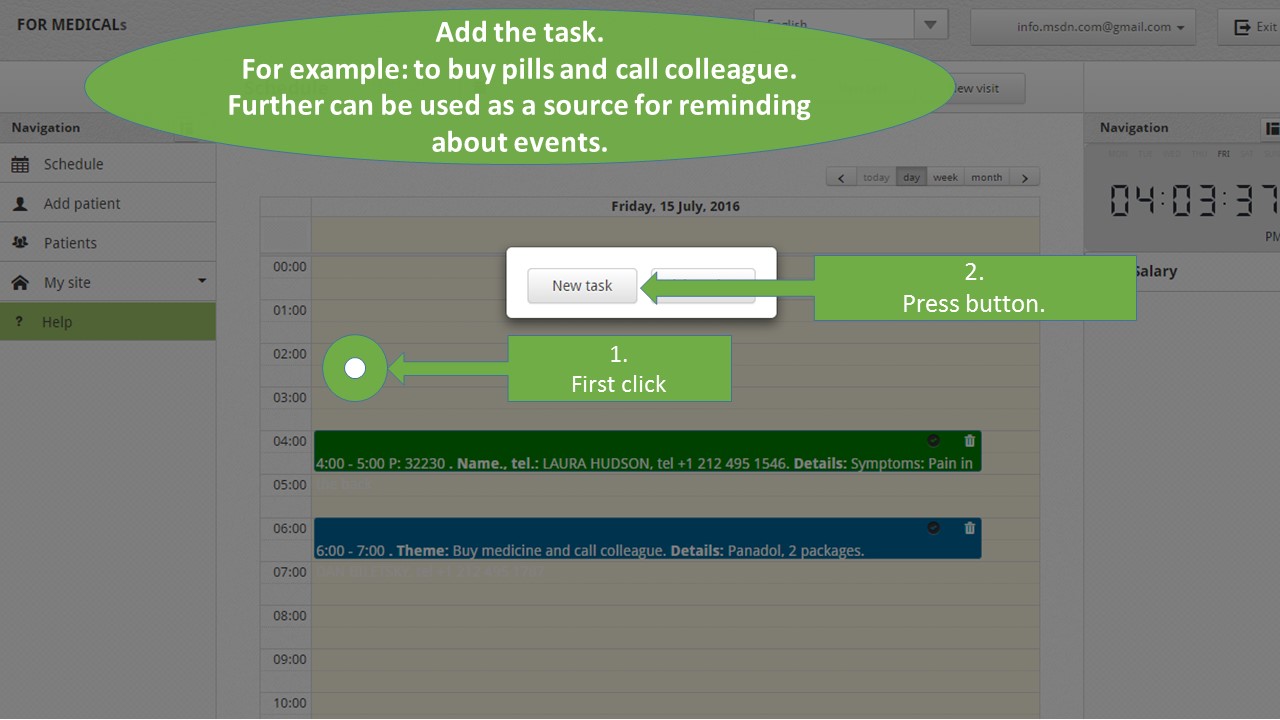 FOR MEDICALs
English
info.msdn.com@gmail.com
Exit
Add the task.
For example: to buy pills and call colleague.
Further can be used as a source for reminding
about events.
visit
Navigation
Schedule
Add patient
Patients
My site
? Help
today day week month
Friday, 15 July, 2016
00:00
01:00
02:00
03:00
04:00
05:00
06:00
07:00
08:00
09:00
10:00
New task
2.
Press button.
1.
First click
4:00 - 5:00 P: 32230 . Name., tel.: LAURA HUDSON, tel +1 212 495 1546. Details: Symptoms: Pain in
6:00 - 7:00 . Theme: Buy medicine and call colleague. Details: Panadol, 2 packages.
Navigation
MON TUE WED THU FRI SAT SUN
04:03:37
PM
Salary